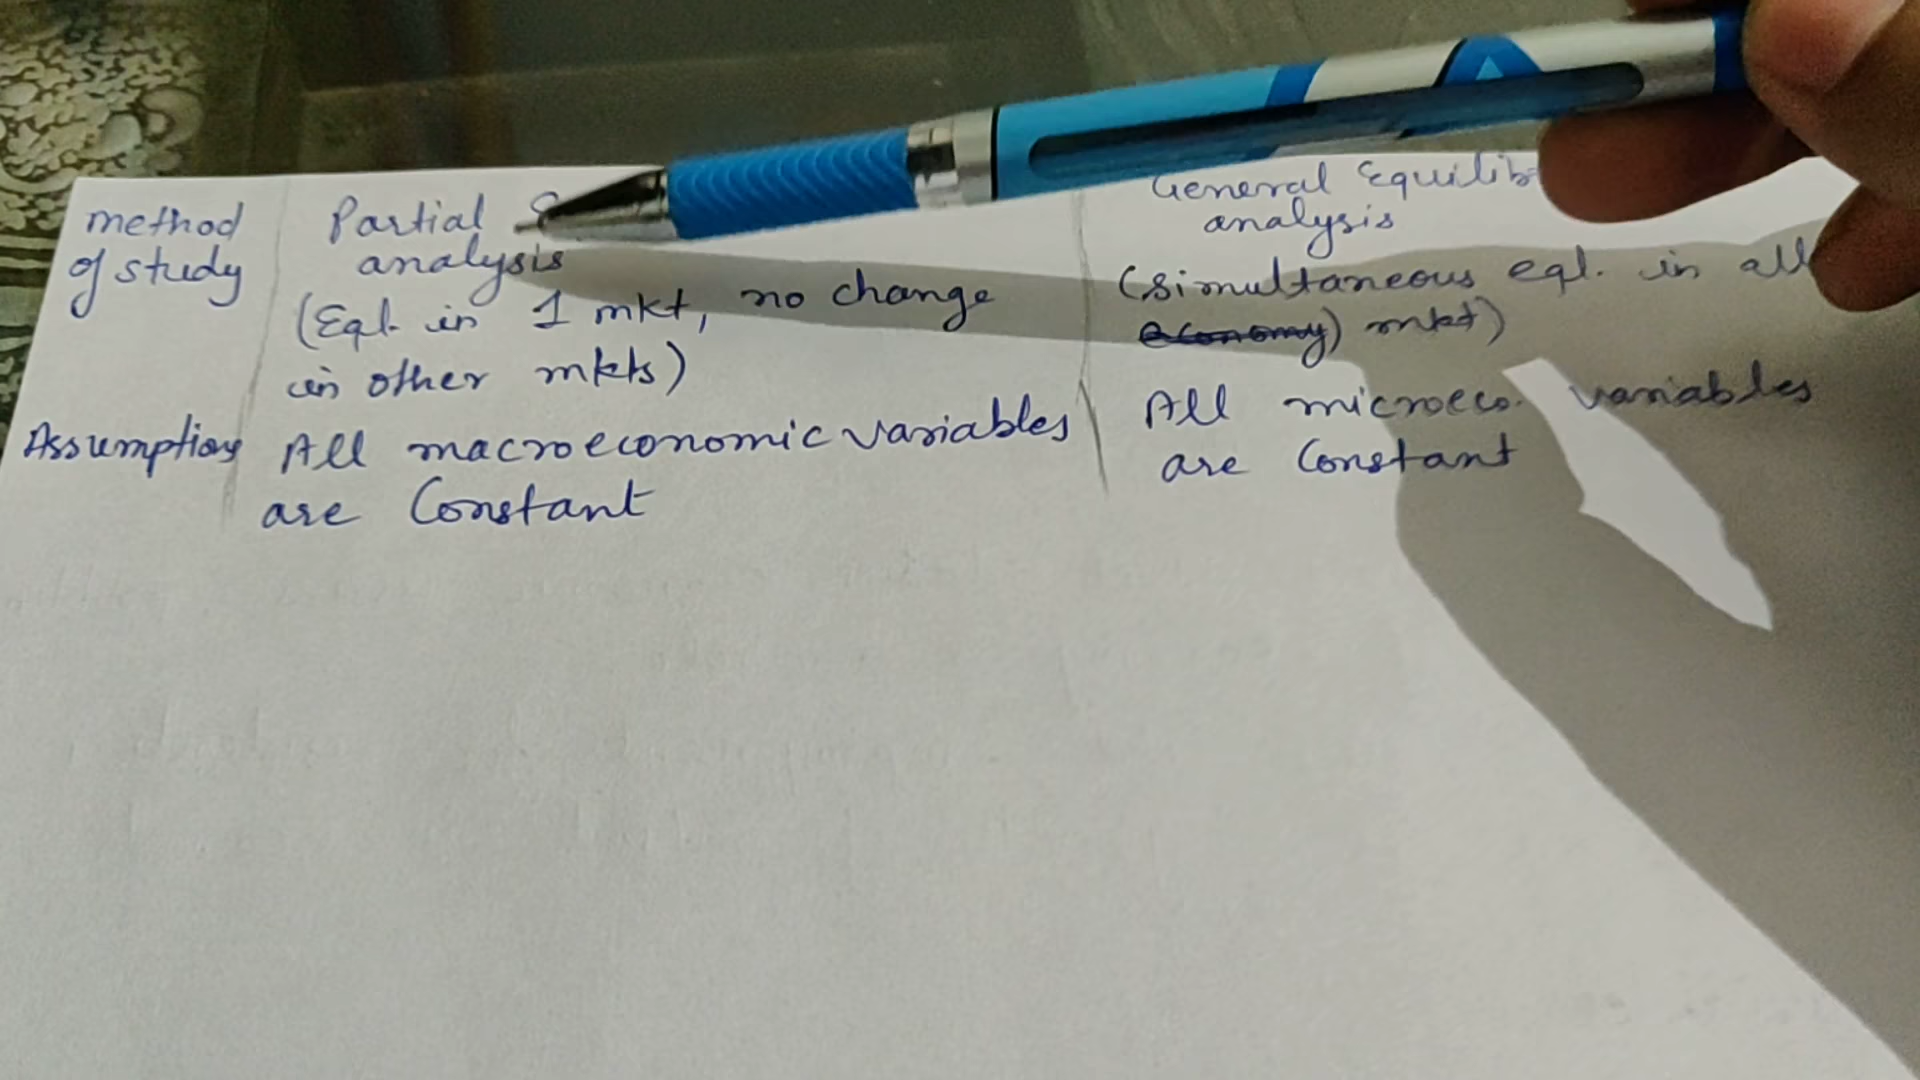 method
of study
Partial
analysis
(Eql. in 1 mkt, no change
in other mkts)
General Equilib
analysis
(simultaneous eql. in all
economy) mkt)
Assumptions
All macroeconomic variables
are Constant
All microeco. variables
are Constant